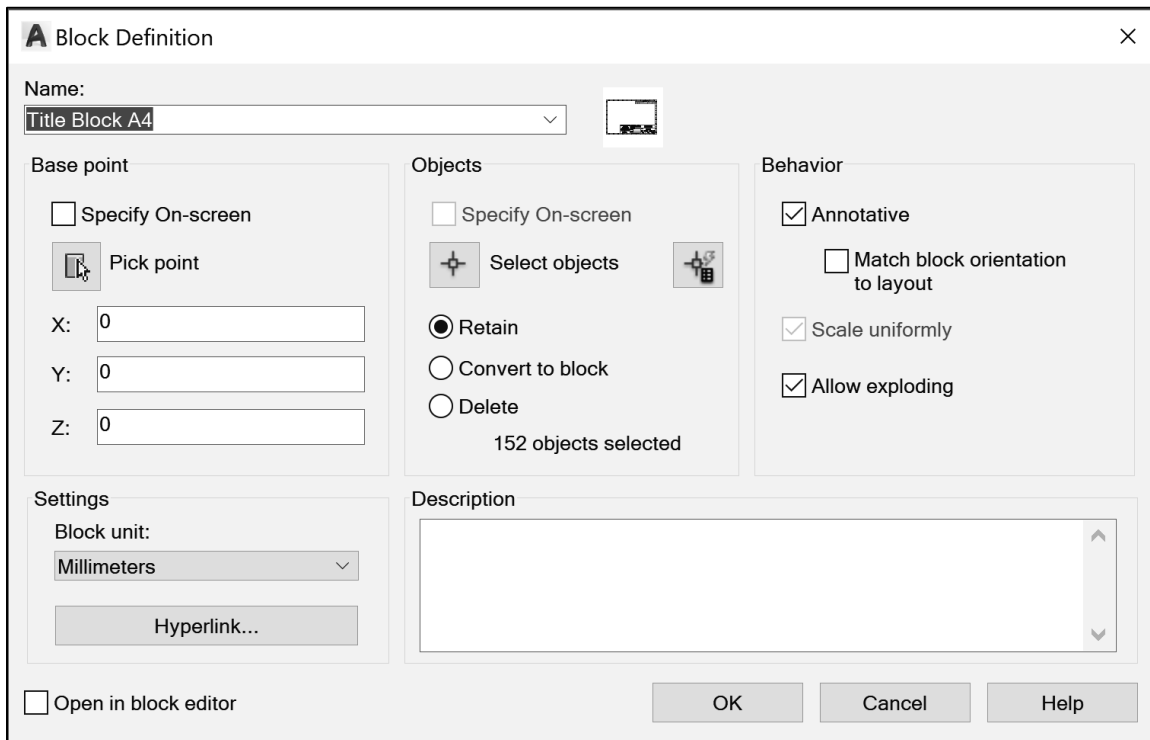 Block Definition
Name:
Title Block A4
Base point
Specify On-screen
Pick point
X: 0
Y: 0
Z: 0
Objects
Specify On-screen
Select objects
Retain
Convert to block
Delete
152 objects selected
Behavior
Annotative
Match block orientation
to layout
Scale uniformly
Allow exploding
Settings
Block unit:
Millimeters
Hyperlink...
Description
Open in block editor
OK
Cancel
Help